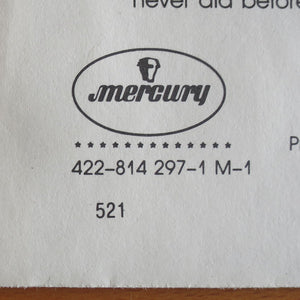 never did before
mercury
P
* * * * * * * * * * * * *
422-814 297-1 M-1
521